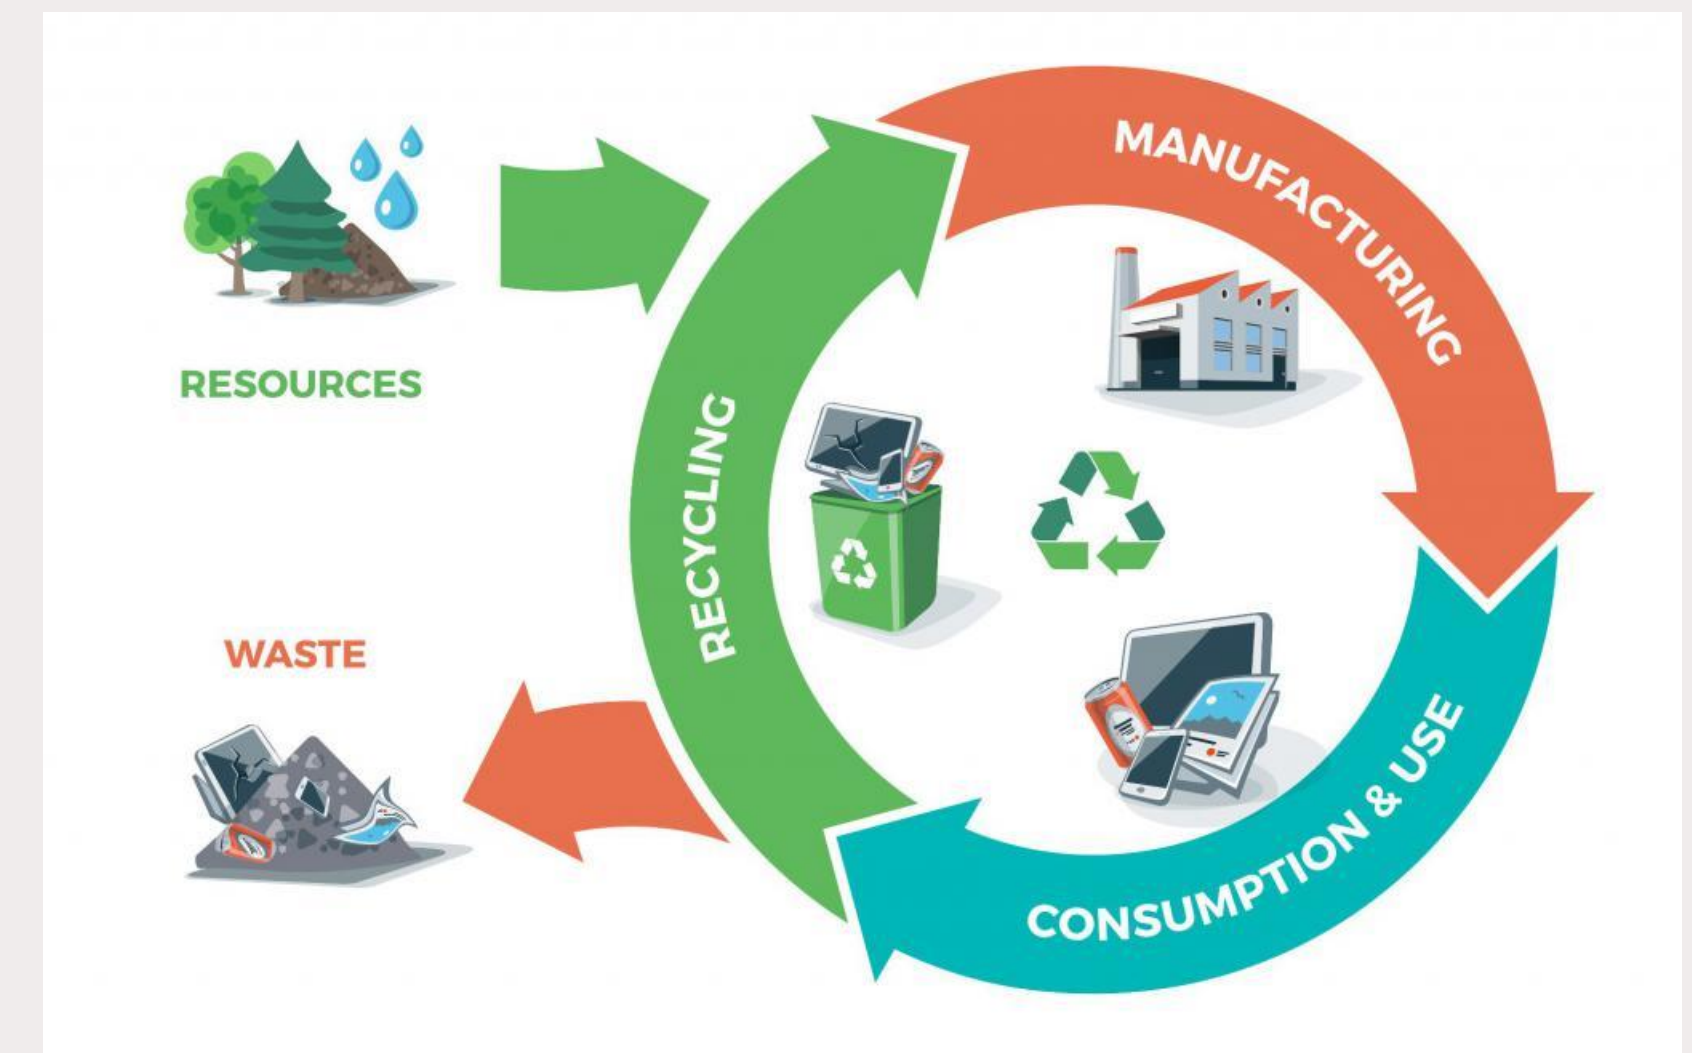 MANUFACTURING
RESOURCES
RECYCLING
WASTE
CONSUMPTION & USE